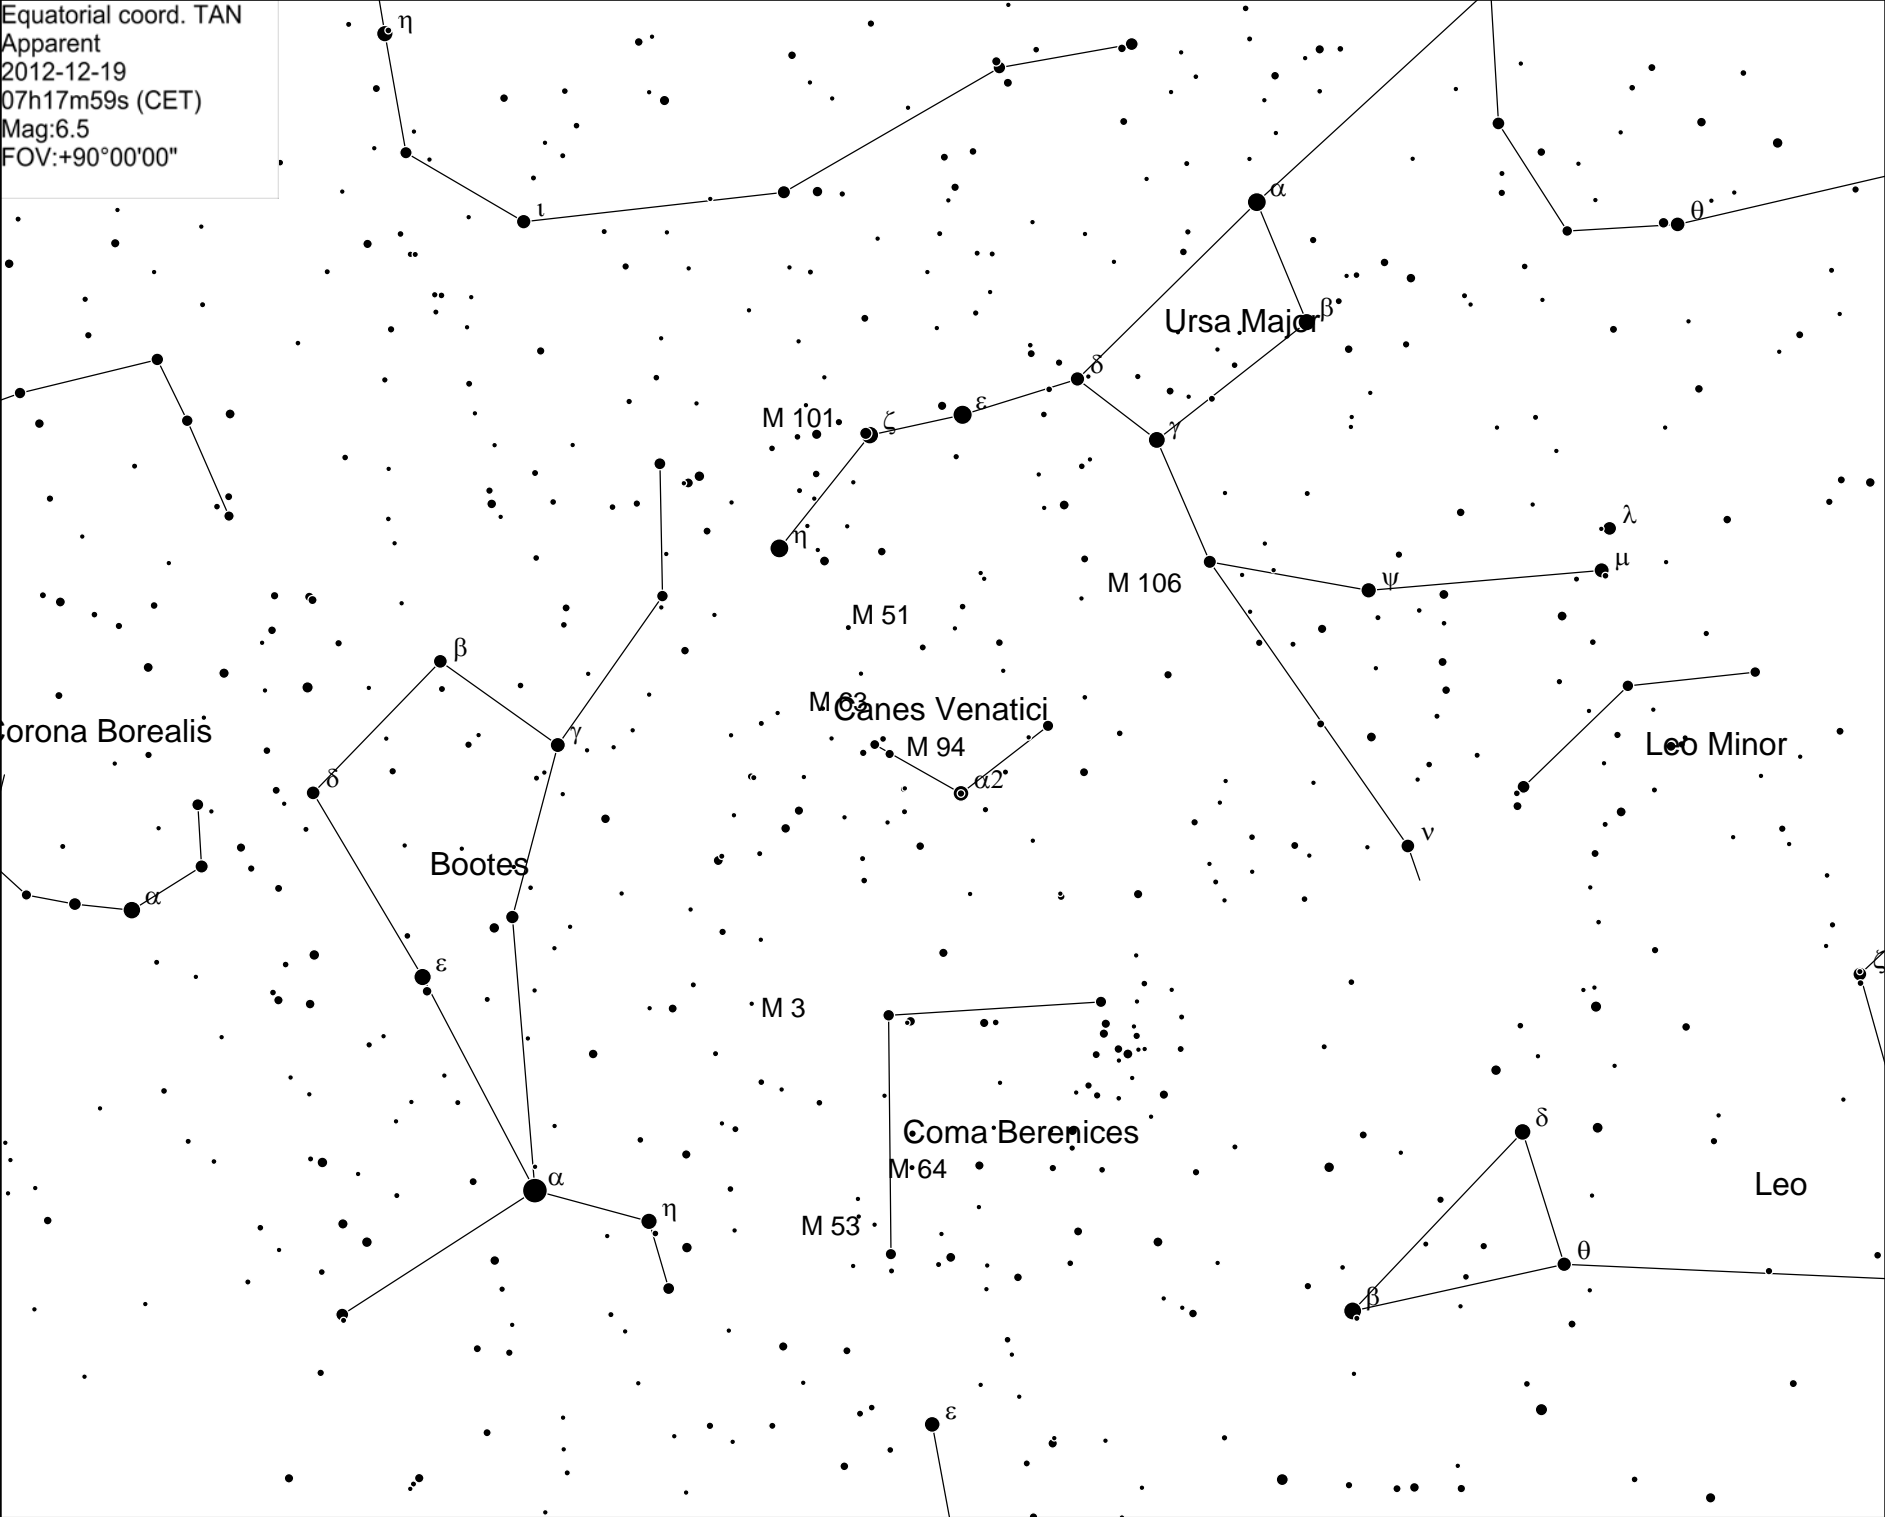 Equatorial coord. TAN
Apparent
2012-12-19
07h17m59s (CET)
Mag:6.5
FOV:+90°00'00"
η
ι
α
θ
β
Ursa Major
δ
ε
M 101
ζ
γ
η
λ
μ
M 106
ψ
M 51
β
M 63
Canes Venatici
γ
Corona Borealis
M 94
Leo Minor
δ
α2
ν
Bootes
α
ε
ζ
M 3
δ
Coma Berenices
M 64
α
Leo
η
M 53
θ
β
ε